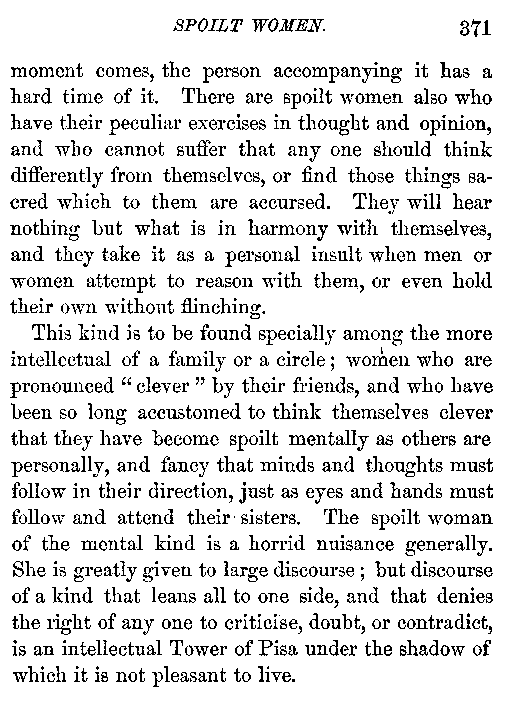 SPOILT WOMEN. 371
moment comes, the person accompanying it has a
hard time of it. There are spoilt women also who
have their peculiar exercises in thought and opinion,
and who cannot suffer that any one should think
differently from themselves, or find those things sa-
cred which to them are accursed. They will hear
nothing but what is in harmony with themselves,
and they take it as a personal insult when men or
women attempt to reason with them, or even hold
their own without flinching.
This kind is to be found specially among the more
intellectual of a family or a circle; women who are
pronounced “clever” by their friends, and who have
been so long accustomed to think themselves clever
that they have become spoilt mentally as others are
personally, and fancy that minds and thoughts must
follow in their direction, just as eyes and hands must
follow and attend their sisters. The spoilt woman
of the mental kind is a horrid nuisance generally.
She is greatly given to large discourse; but discourse
of a kind that leans all to one side, and that denies
the right of any one to criticise, doubt, or contradict,
is an intellectual Tower of Pisa under the shadow of
which it is not pleasant to live.